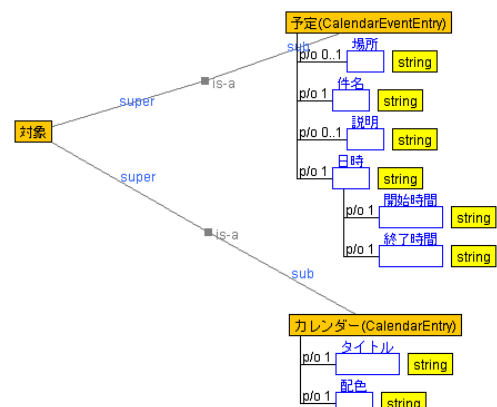 予定(CalendarEventEntry)
sub
場所
p/o 0..1
string
is-a
件名
p/o 1
string
super
説明
p/o 0..1
string
対象
日時
p/o 1
string
super
開始時間
p/o 1
string
is-a
終了時間
p/o 1
string
sub
カレンダー(CalendarEntry)
タイトル
p/o 1
string
配色
p/o 1
string